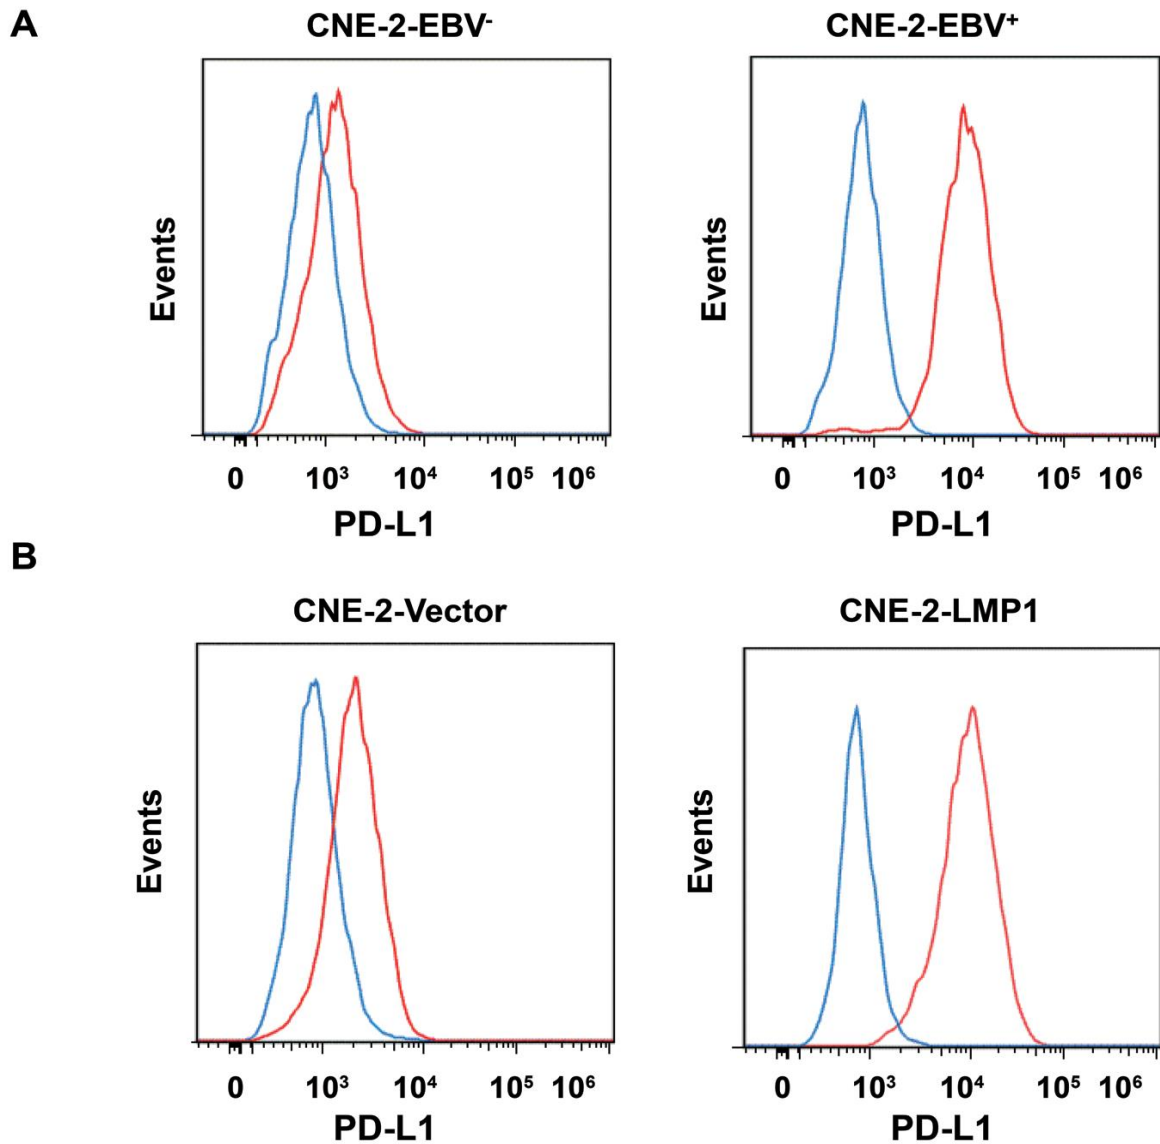 A
CNE-2-EBV⁻
CNE-2-EBV⁺
Events
Events
0 10³ 10⁴ 10⁵ 10⁶
0 10³ 10⁴ 10⁵ 10⁶
PD-L1
PD-L1
B
CNE-2-Vector
CNE-2-LMP1
Events
Events
0 10³ 10⁴ 10⁵ 10⁶
0 10³ 10⁴ 10⁵ 10⁶
PD-L1
PD-L1